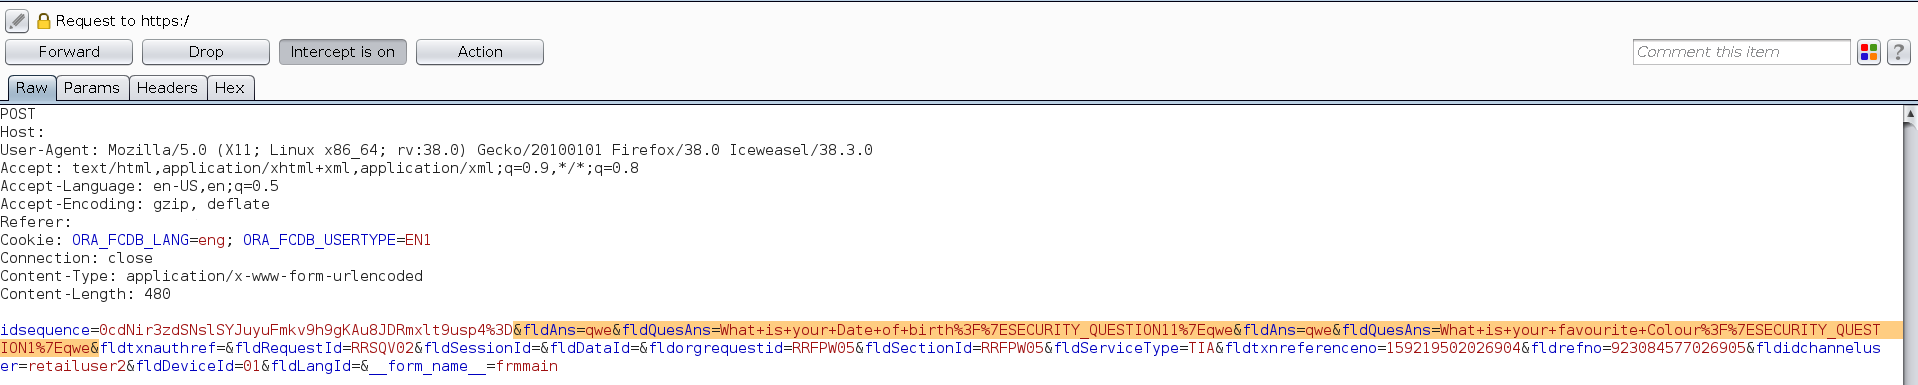 Request to https:/
Forward Drop Intercept is on Action Comment this item ?
Raw Params Headers Hex
POST
Host:
User-Agent: Mozilla/5.0 (X11; Linux x86_64; rv:38.0) Gecko/20100101 Firefox/38.0 Iceweasel/38.3.0
Accept: text/html,application/xhtml+xml,application/xml;q=0.9,*/*;q=0.8
Accept-Language: en-US,en;q=0.5
Accept-Encoding: gzip, deflate
Referer:
Cookie: ORA_FCDB_LANG=eng; ORA_FCDB_USERTYPE=EN1
Connection: close
Content-Type: application/x-www-form-urlencoded
Content-Length: 480
idsequence=0cdNir3zdSNslSYJuyuFmkv9h9gKAu8JDRmxlt9usp4%3D&fldAns=qwe&fldQuesAns=What+is+your+Date+of+birth%3F%7ESECURITY_QUESTION11%7Eqwe&fldAns=qwe&fldQuesAns=What+is+your+favourite+Colour%3F%7ESECURITY_QUEST
ION1%7Eqwe&fldtxnauthref=&fldRequestId=RRSQV02&fldSessionId=&fldDataId=&fldorgrequestid=RRFPW05&fldSectionId=RRFPW05&fldServiceType=TIA&fldtxnreferenceno=159219502026904&fldrefno=923084577026905&fldidchannelus
er=retailuser2&fldDeviceId=01&fldLangId=&__form_name__=frmmain